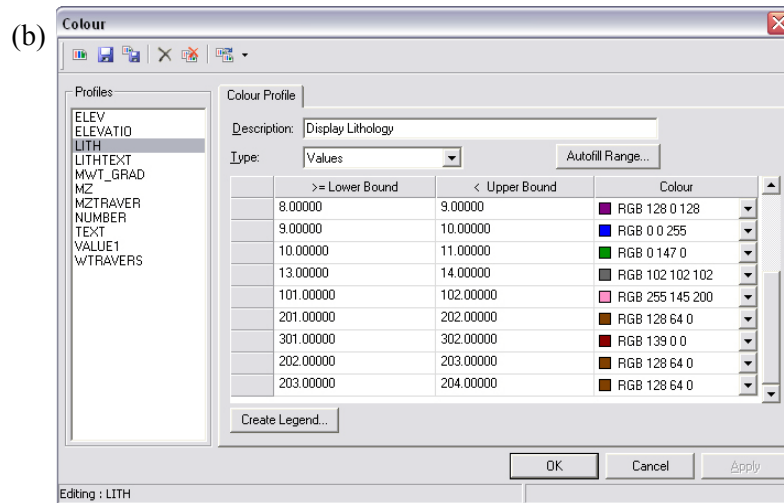 (b)
Colour
Profiles
ELEV
ELEVATIO
LITH
LITHTEXT
MWT_GRAD
MZ
MZTRAVER
NUMBER
TEXT
VALUE1
WTRAVERS
Colour Profile
Description: Display Lithology
Type: Values Autofill Range...
>= Lower Bound < Upper Bound Colour
8.00000 9.00000 RGB 128 0 128
9.00000 10.00000 RGB 0 0 255
10.00000 11.00000 RGB 0 147 0
13.00000 14.00000 RGB 102 102 102
101.00000 102.00000 RGB 255 145 200
201.00000 202.00000 RGB 128 64 0
301.00000 302.00000 RGB 139 0 0
202.00000 203.00000 RGB 128 64 0
203.00000 204.00000 RGB 128 64 0
Create Legend...
OK Cancel Apply
Editing : LITH